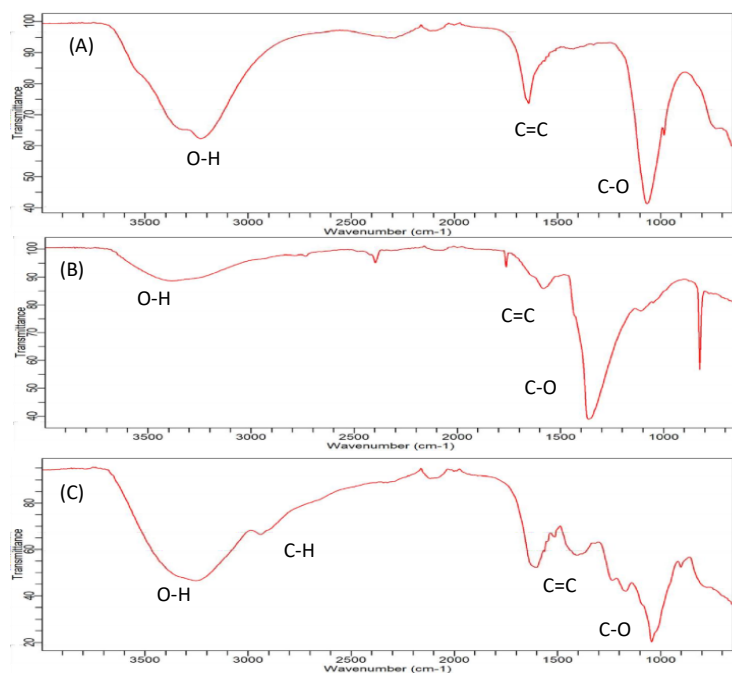 (A)
Transmittance
40 50 60 70 80 90 100
O-H
C=C
C-O
3500 3000 2500 2000 1500 1000
Wavenumber (cm-1)
(B)
Transmittance
40 50 60 70 80 90 100
O-H
C=C
C-O
3500 3000 2500 2000 1500 1000
Wavenumber (cm-1)
(C)
Transmittance
20 40 60 80
C-H
O-H
C=C
C-O
3500 3000 2500 2000 1500 1000
Wavenumber (cm-1)